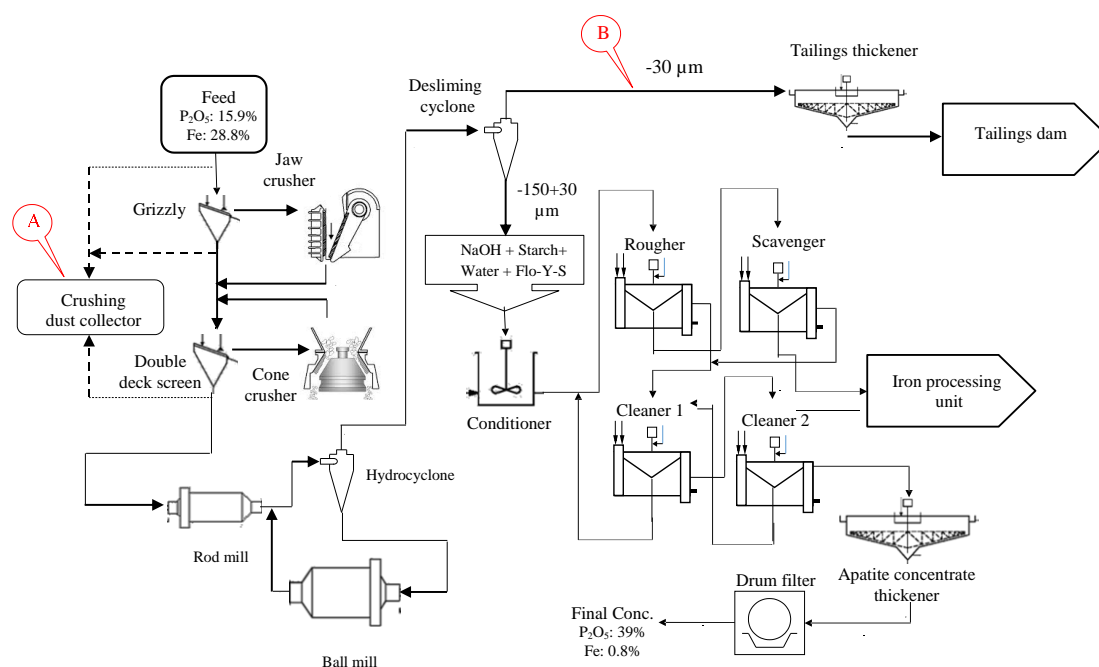 B
Tailings thickener
-30 µm
Desliming
cyclone
Feed
P₂O₅: 15.9%
Fe: 28.8%
Tailings dam
Jaw
crusher
-150+30
µm
A
Grizzly
NaOH + Starch+
Water + Flo-Y-S
Rougher
Scavenger
Crushing
dust collector
Double
deck screen
Cone
crusher
Iron processing
unit
Conditioner
Cleaner 1
Cleaner 2
Hydrocyclone
Rod mill
Apatite concentrate
thickener
Drum filter
Final Conc.
P₂O₅: 39%
Fe: 0.8%
Ball mill